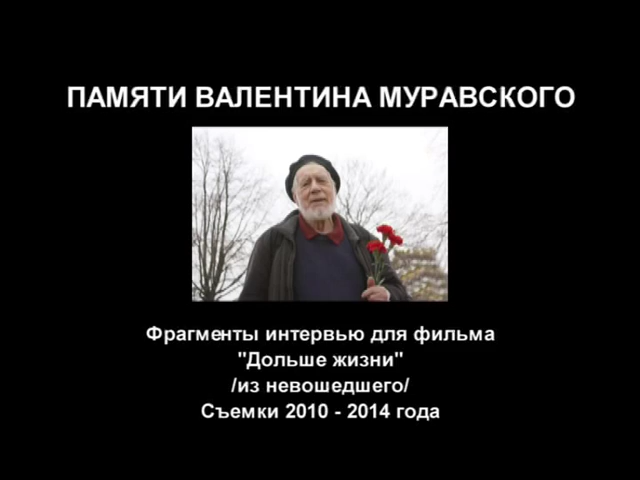 ПАМЯТИ ВАЛЕНТИНА МУРАВСКОГО
Фрагменты интервью для фильма
"Дольше жизни"
/из невошедшего/
Съемки 2010 - 2014 года